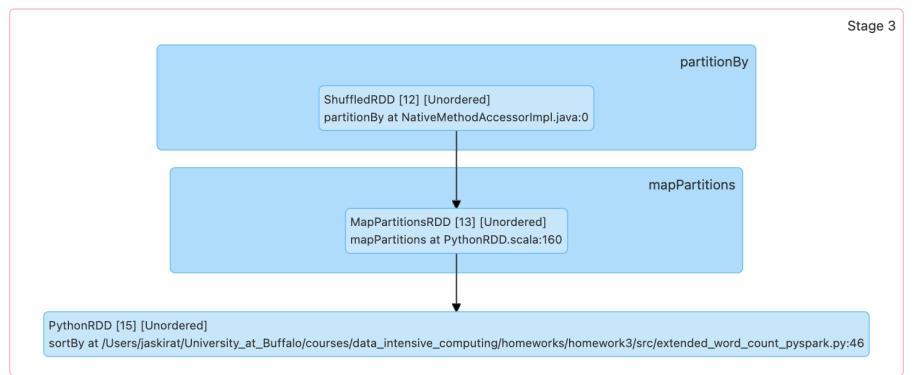 Stage 3
partitionBy
ShuffledRDD [12] [Unordered]
partitionBy at NativeMethodAccessorImpl.java:0
mapPartitions
MapPartitionsRDD [13] [Unordered]
mapPartitions at PythonRDD.scala:160
PythonRDD [15] [Unordered]
sortBy at /Users/jaskirat/University_at_Buffalo/courses/data_intensive_computing/homeworks/homework3/src/extended_word_count_pyspark.py:46